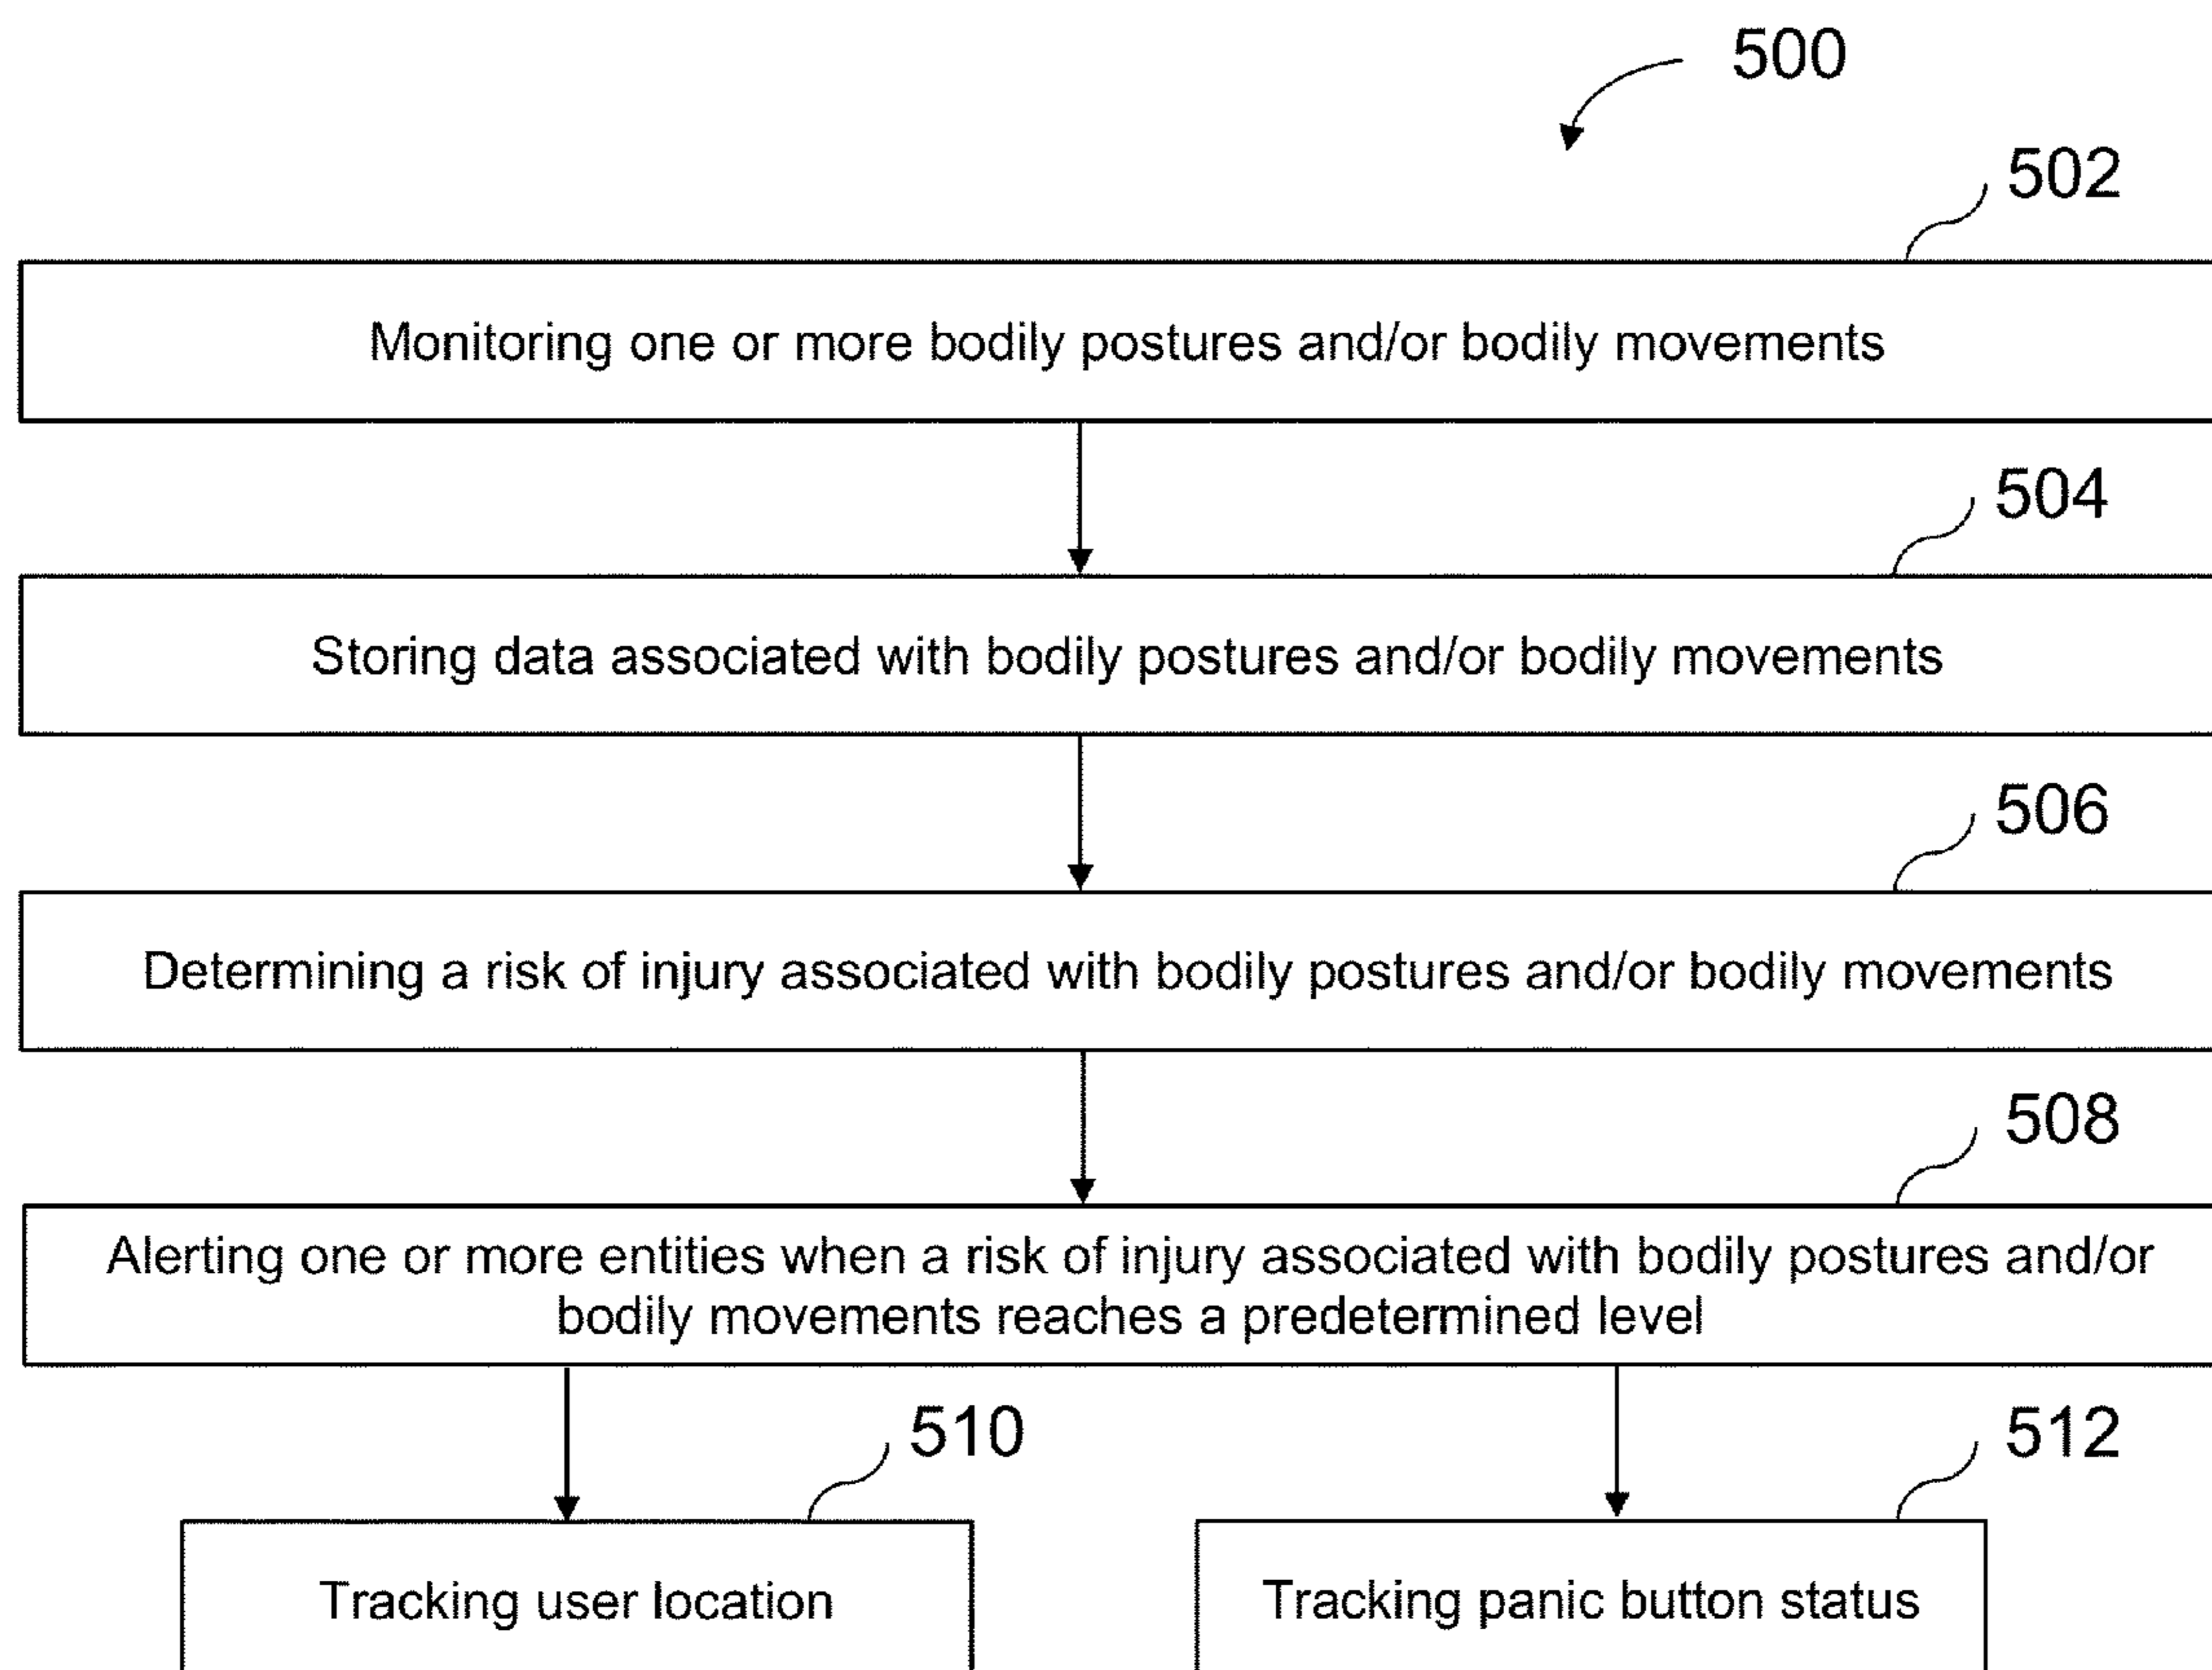 500
502
Monitoring one or more bodily postures and/or bodily movements
504
Storing data associated with bodily postures and/or bodily movements
506
Determining a risk of injury associated with bodily postures and/or bodily movements
508
Alerting one or more entities when a risk of injury associated with bodily postures and/or
bodily movements reaches a predetermined level
510
512
Tracking user location
Tracking panic button status